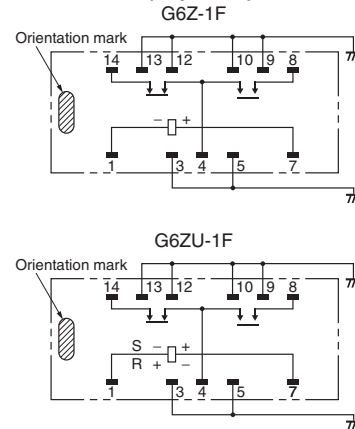 G6Z-1F
Orientation mark
14 13 12 10 9 8
− +
1 3 4 5 7
G6ZU-1F
Orientation mark
14 13 12 10 9 8
S − +
R + −
1 3 4 5 7